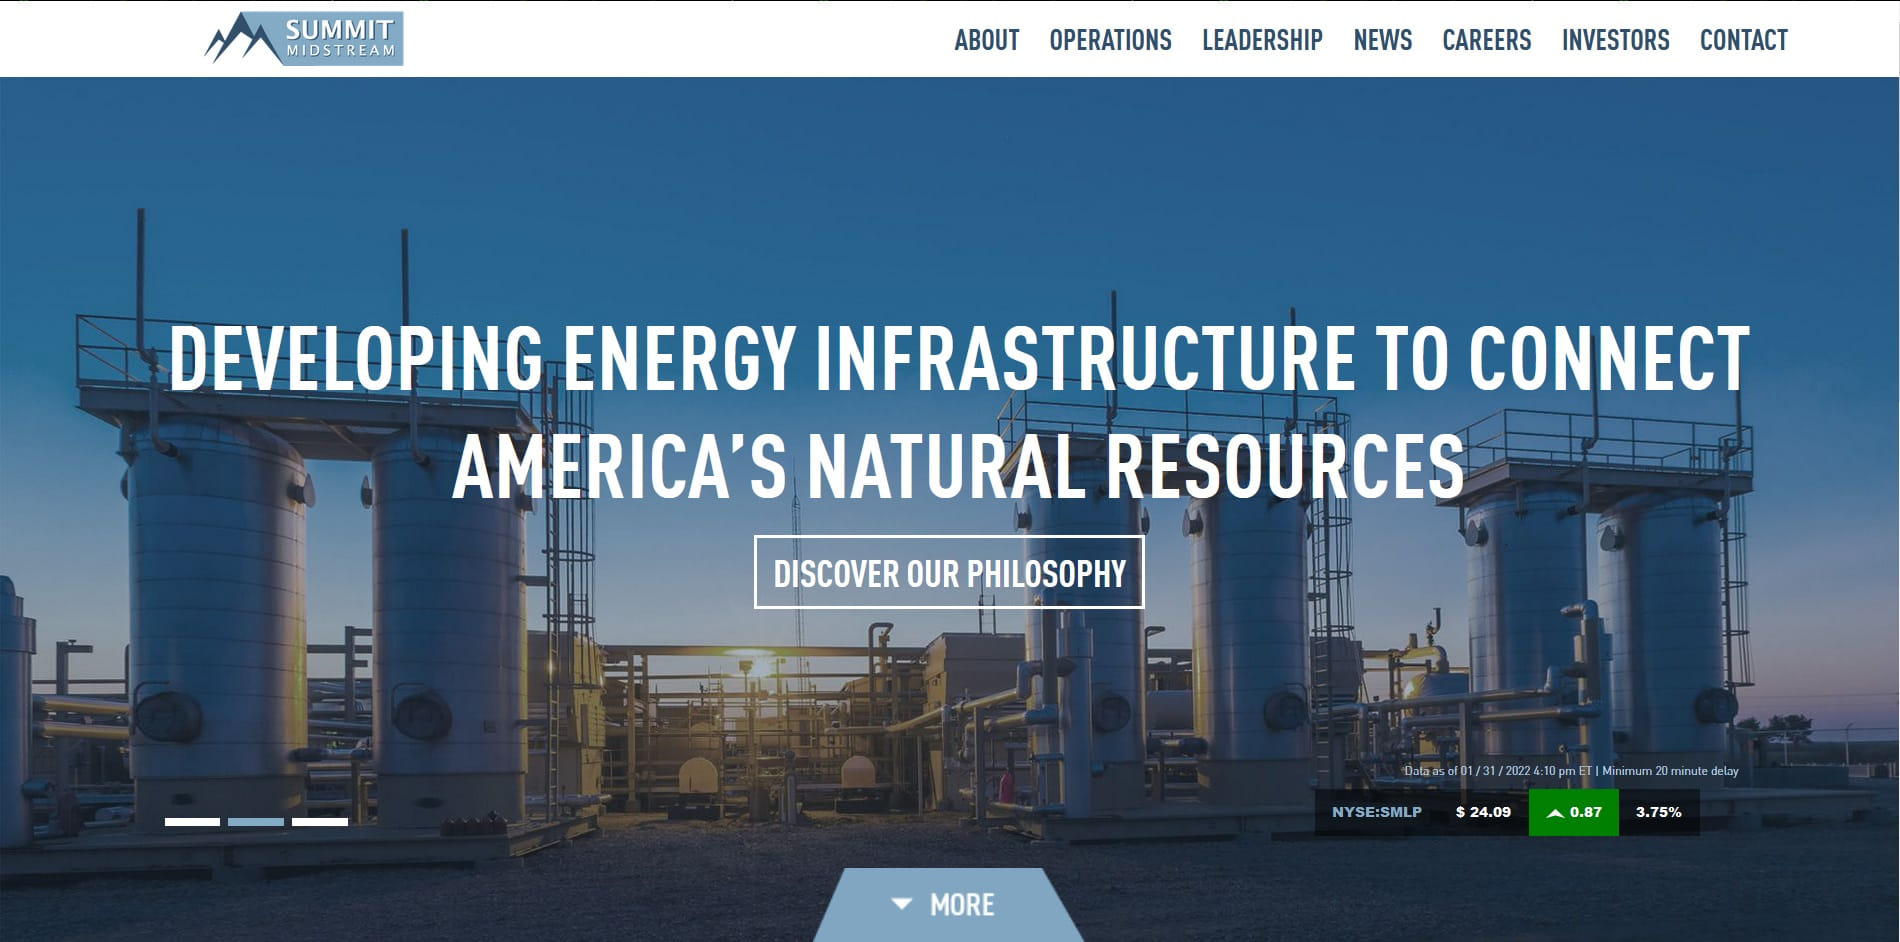 SUMMIT
MIDSTREAM
ABOUT OPERATIONS LEADERSHIP NEWS CAREERS INVESTORS CONTACT
DEVELOPING ENERGY INFRASTRUCTURE TO CONNECT
AMERICA’S NATURAL RESOURCES
DISCOVER OUR PHILOSOPHY
Data as of 01 / 31 / 2022 4:10 pm ET | Minimum 20 minute delay
NYSE:SMLP $ 24.09 0.87 3.75%
MORE